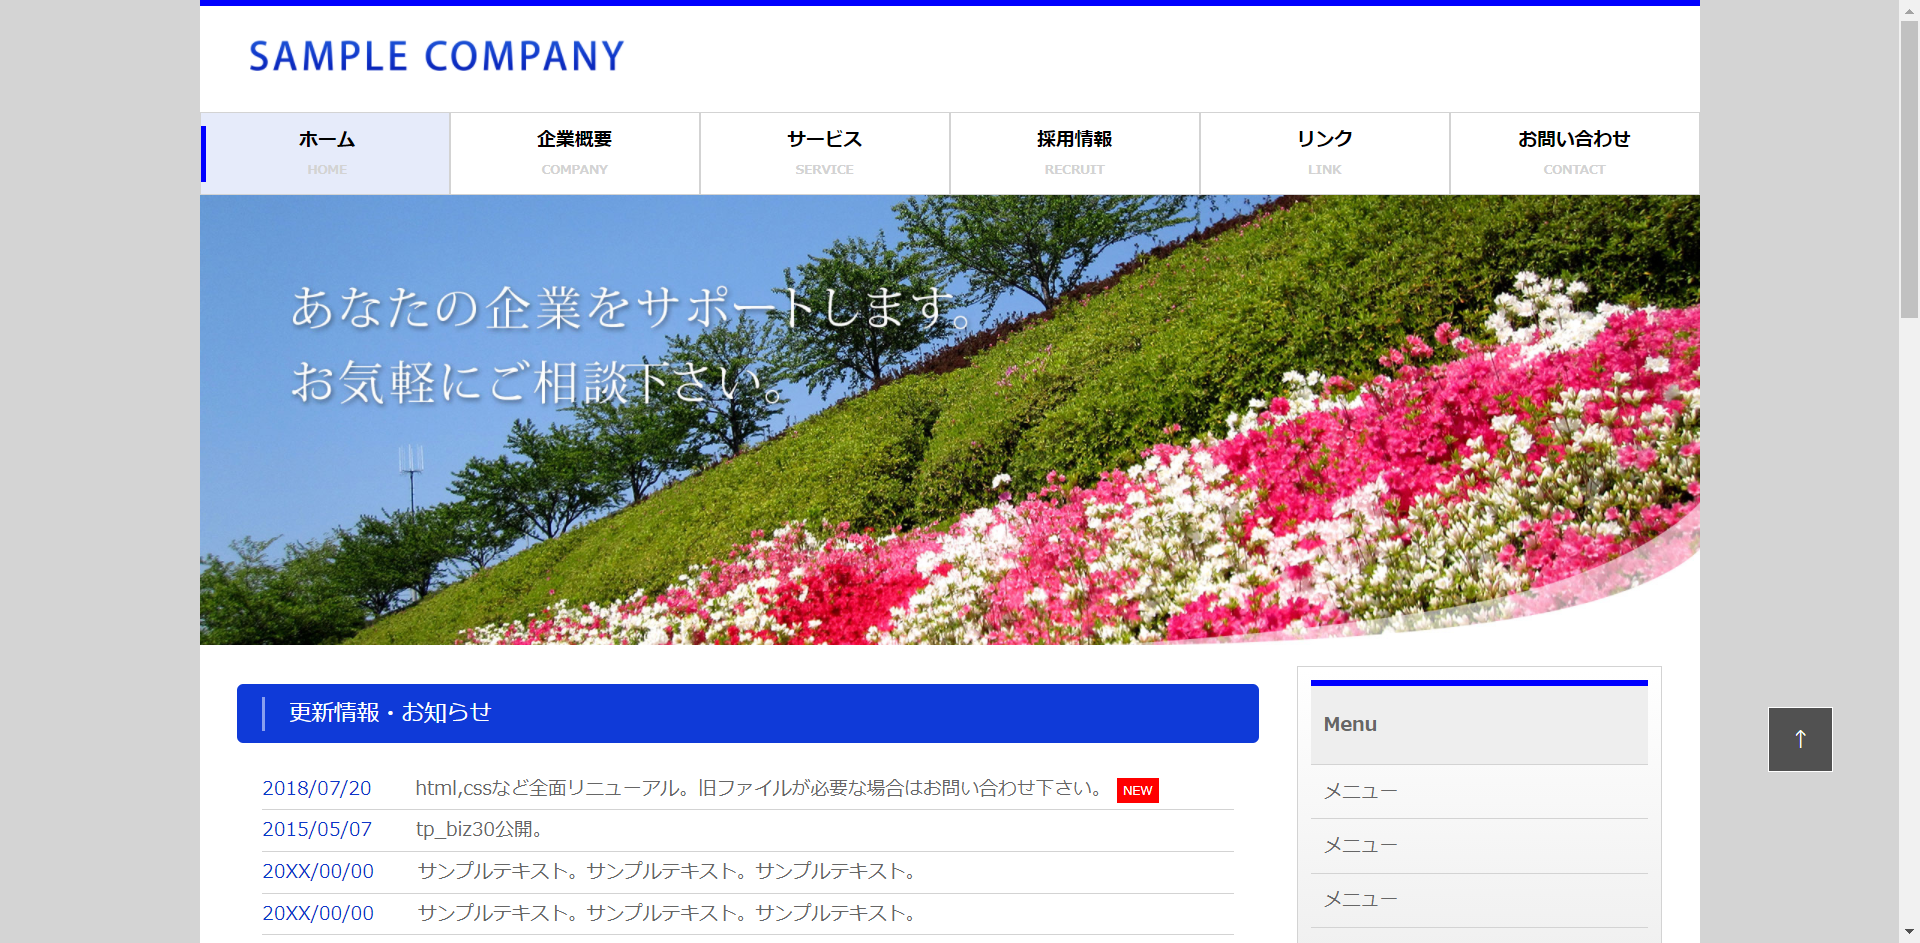 SAMPLE COMPANY
ホーム
HOME
企業概要
COMPANY
サービス
SERVICE
採用情報
RECRUIT
リンク
LINK
お問い合わせ
CONTACT
あなたの企業をサポートします。
お気軽にご相談下さい。
更新情報・お知らせ
2018/07/20 html,cssなど全面リニューアル。旧ファイルが必要な場合はお問い合わせ下さい。 NEW
2015/05/07 tp_biz30公開。
20XX/00/00 サンプルテキスト。サンプルテキスト。サンプルテキスト。
20XX/00/00 サンプルテキスト。サンプルテキスト。サンプルテキスト。
Menu
メニュー
メニュー
メニュー
↑